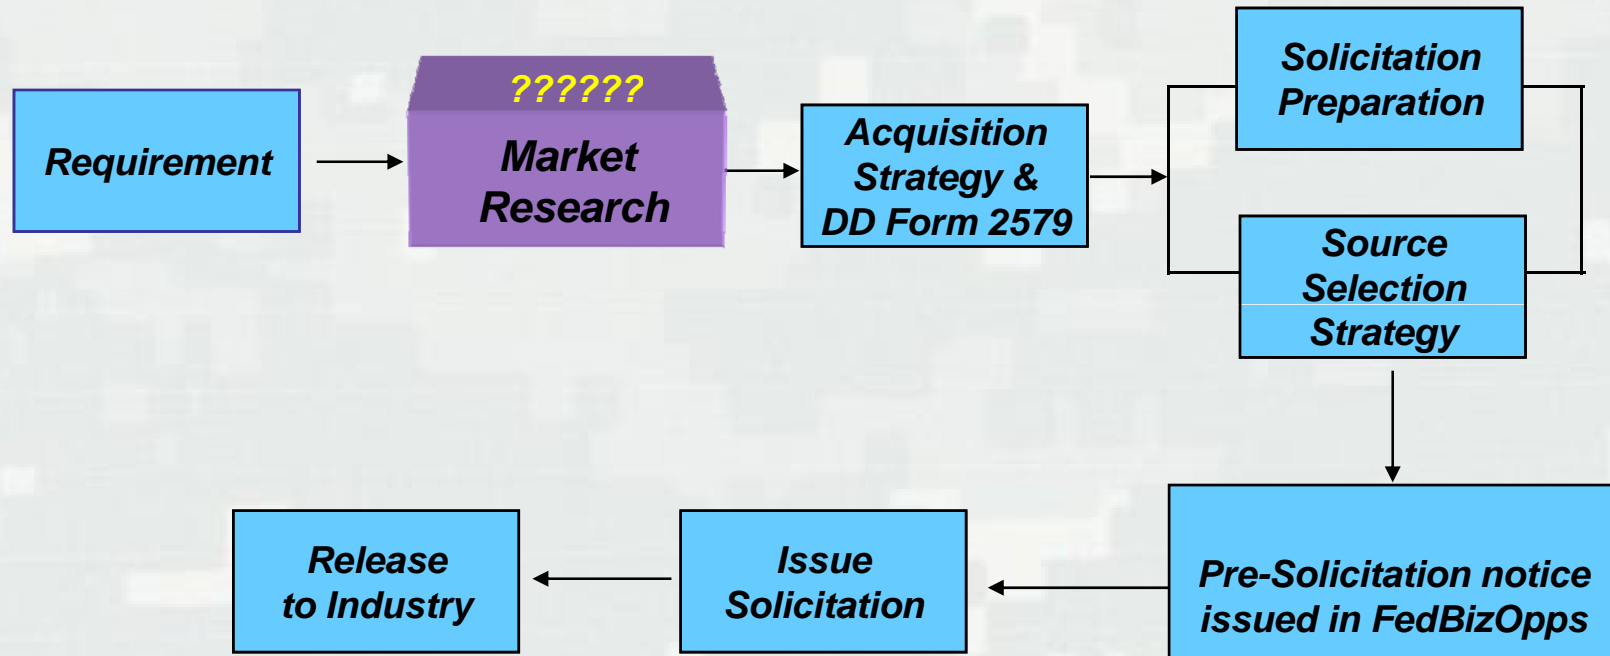 Requirement
??????
Market
Research
Acquisition
Strategy &
DD Form 2579
Solicitation
Preparation
Source
Selection
Strategy
Pre-Solicitation notice
issued in FedBizOpps
Issue
Solicitation
Release
to Industry